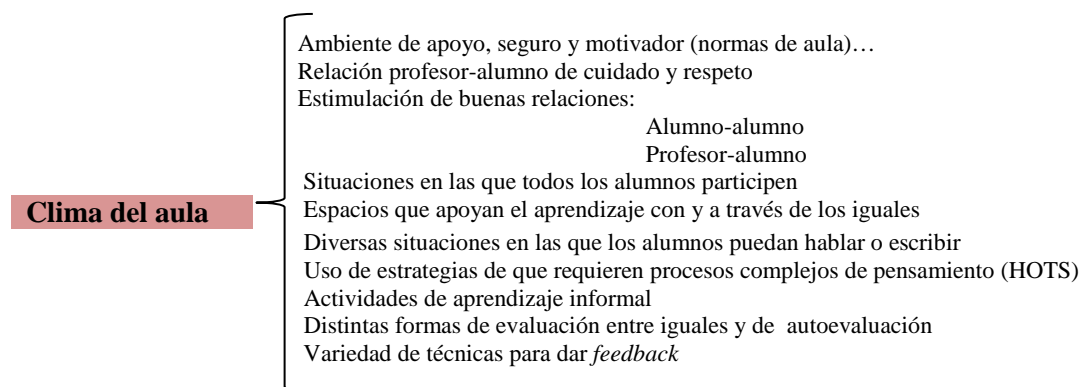 Ambiente de apoyo, seguro y motivador (normas de aula)…
Relación profesor-alumno de cuidado y respeto
Estimulación de buenas relaciones:
Alumno-alumno
Profesor-alumno
Clima del aula
Situaciones en las que todos los alumnos participen
Espacios que apoyan el aprendizaje con y a través de los iguales
Diversas situaciones en las que los alumnos puedan hablar o escribir
Uso de estrategias de que requieren procesos complejos de pensamiento (HOTS)
Actividades de aprendizaje informal
Distintas formas de evaluación entre iguales y de autoevaluación
Variedad de técnicas para dar feedback